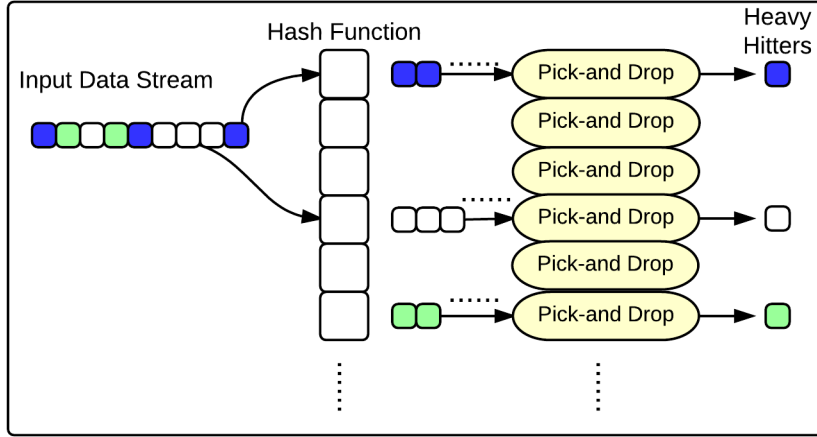 Hash Function
Heavy
Hitters
Input Data Stream
Pick-and Drop
Pick-and Drop
Pick-and Drop
Pick-and Drop
Pick-and Drop
Pick-and Drop